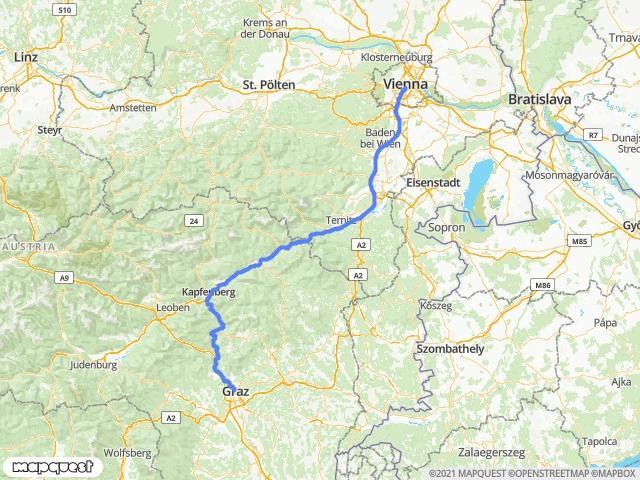 S10
Krems an
der Donau
Linz
Klosterneuburg
Trnava
St. Pölten
Vienna
Amstetten
Bratislava
Steyr
Baden
bei Wien
R7
Dunajs
Stred
Mosonmagyaróvár
Eisenstadt
24
Ternitz
Sopron
Győ
AUSTRIA
A2
M85
A9
A2
M86
Kapfenberg
Leoben
Kőszeg
Pápa
Szombathely
Judenburg
Ajka
Graz
A2
Tapolca
Wolfsberg
Zalaegerszeg
mapquest
©2021 MAPQUEST ©OPENSTREETMAP ©MAPBOX